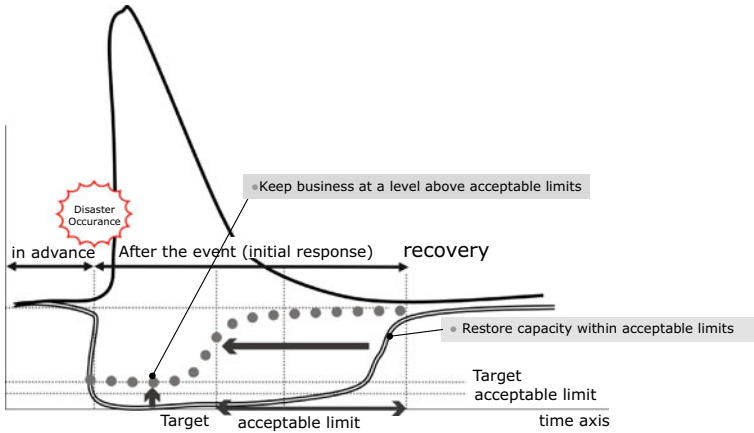 ●Keep business at a level above acceptable limits
Disaster
Occurance
in advance
After the event (initial response)
recovery
● Restore capacity within acceptable limits
Target
acceptable limit
Target
acceptable limit
time axis